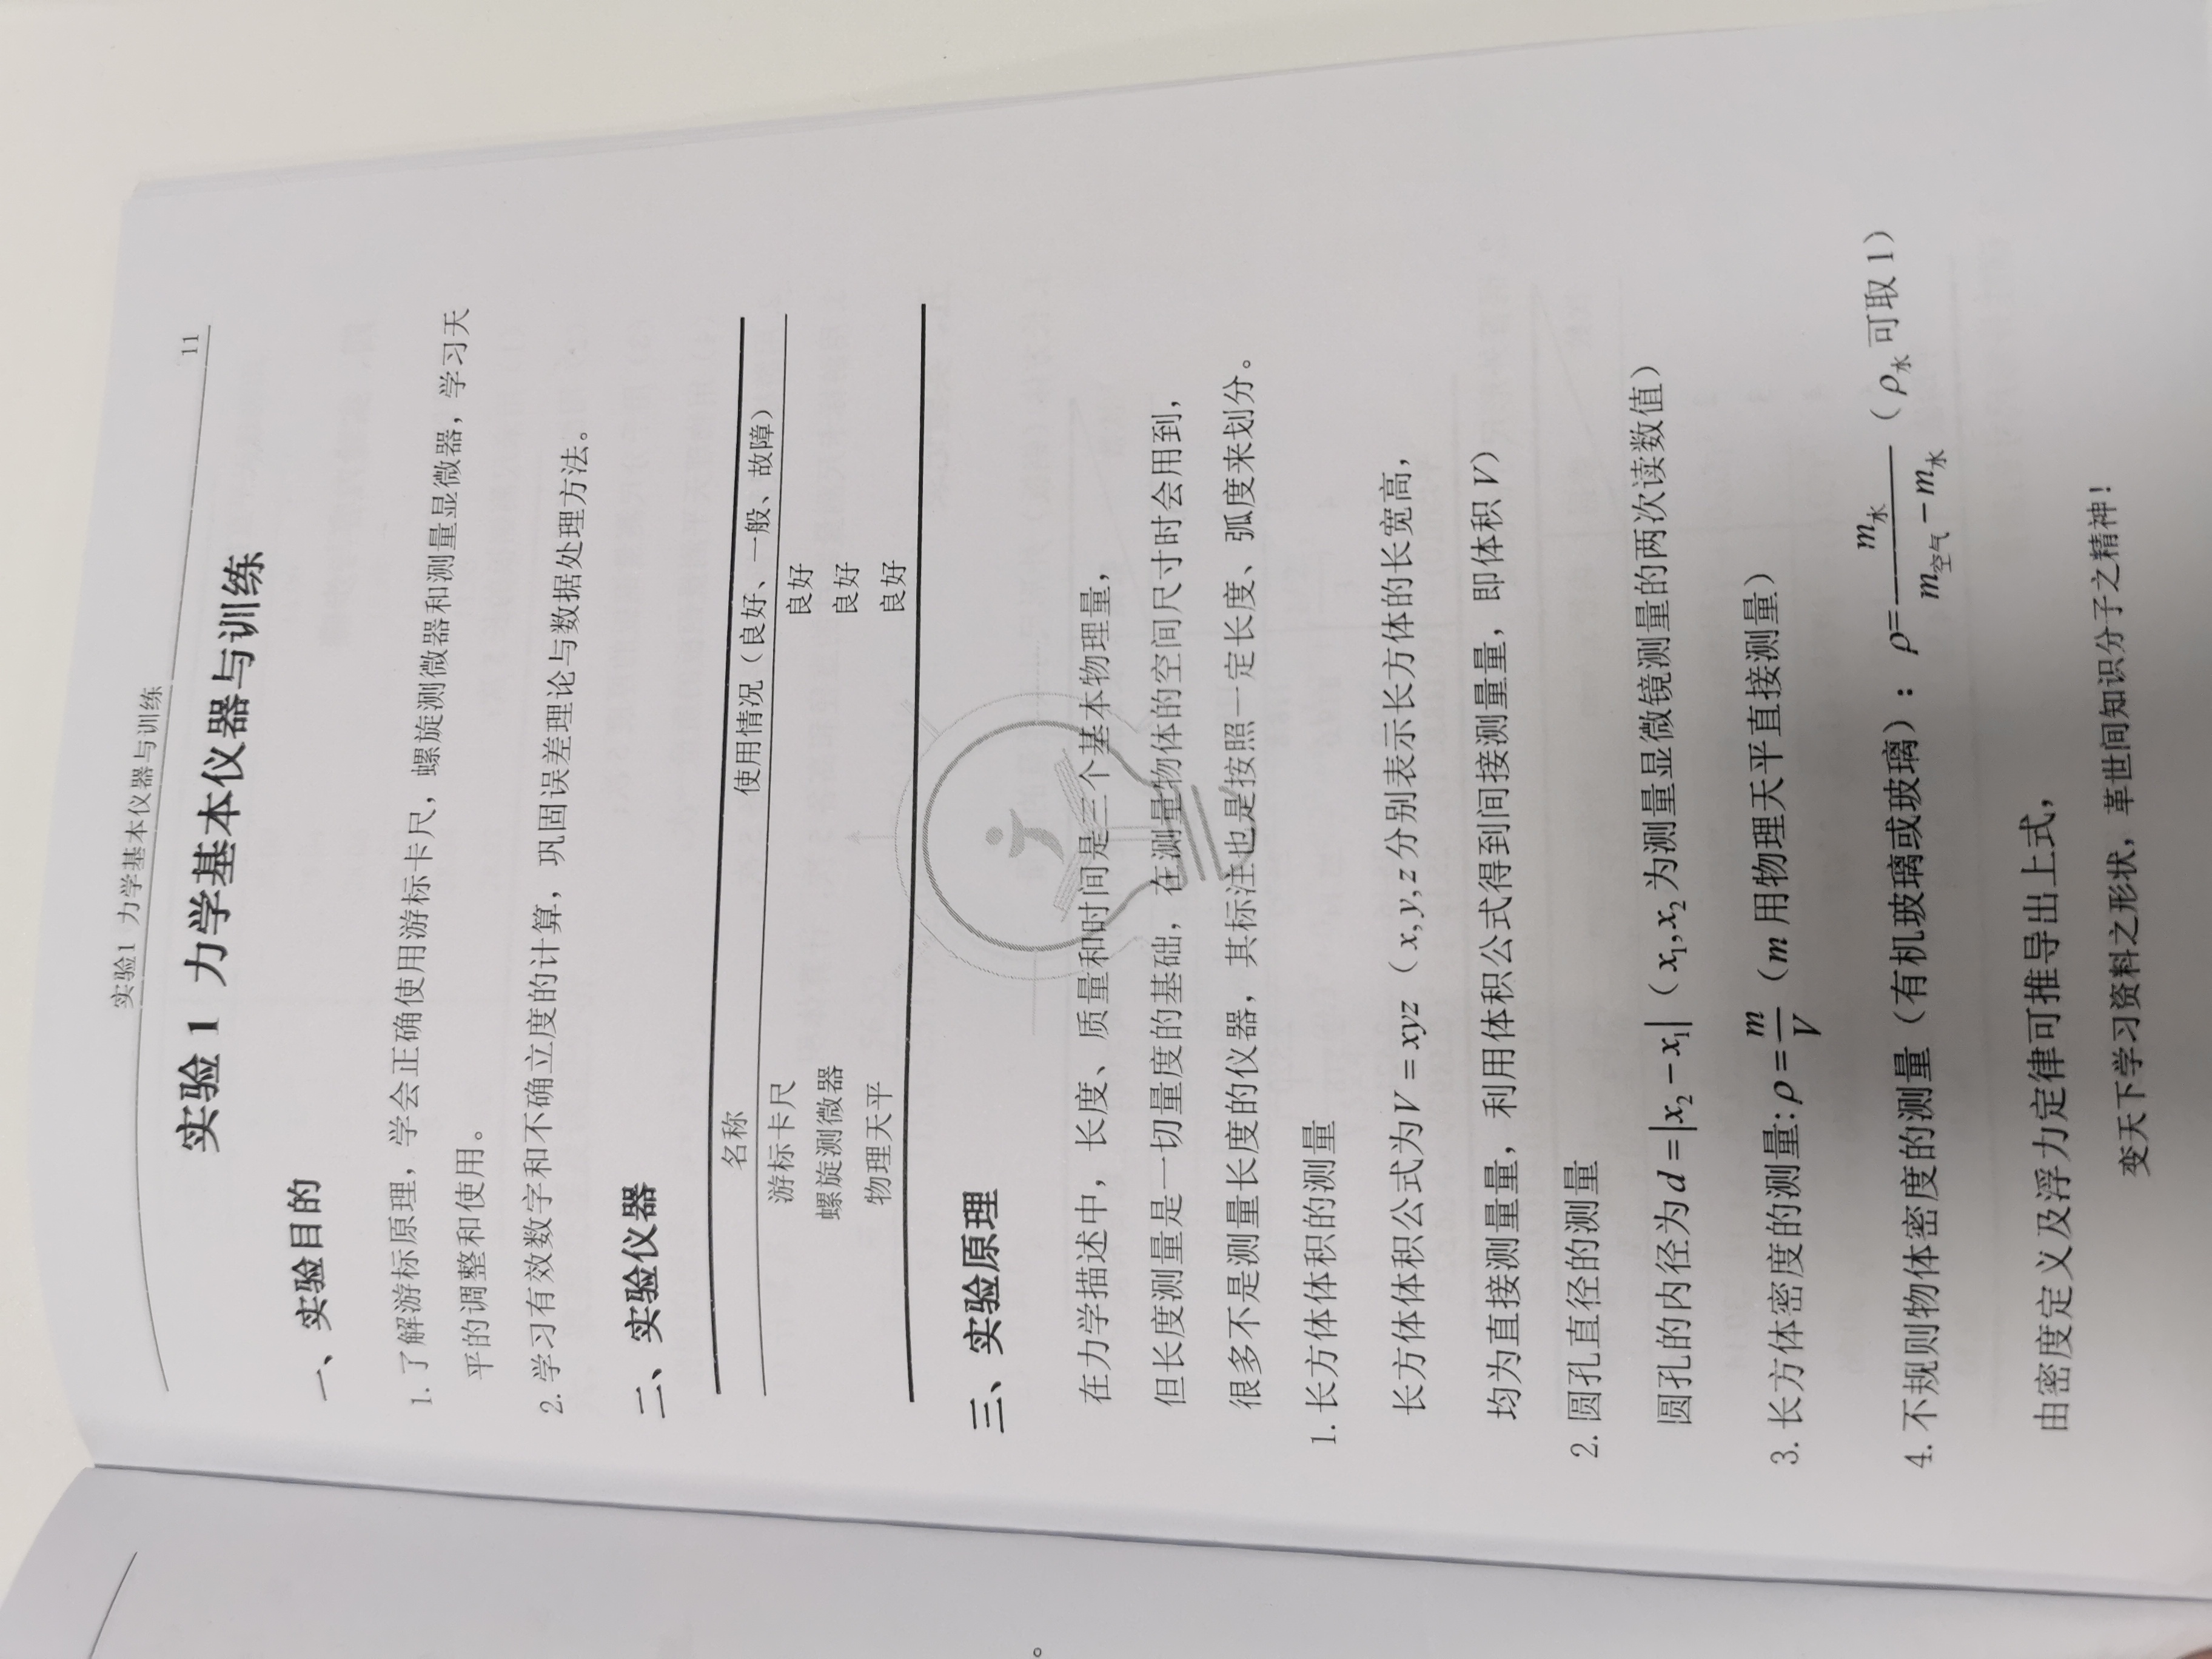 实验1 力学基本仪器与训练
11
实验 1 力学基本仪器与训练
一、实验目的
1. 了解游标原理，学会正确使用游标卡尺，螺旋测微器和测量显微器，学习天
平的调整和使用。
2. 学习有效数字和不确立度的计算，巩固误差理论与数据处理方法。
二、实验仪器
名称 使用情况（良好、一般、故障）
游标卡尺 良好
螺旋测微器 良好
物理天平 良好
三、实验原理
在力学描述中，长度、质量和时间是三个基本物理量，
但长度测量是一切量度的基础，在测量物体的空间尺寸时会用到，
很多不是测量长度的仪器，其标注也是按照一定长度、弧度来划分。
1. 长方体体积的测量
长方体体积公式为V = xyz（x, y, z 分别表示长方体的长宽高，
均为直接测量量，利用体积公式得到间接测量量，即体积 V）
2. 圆孔直径的测量
圆孔的内径为 d = |x₂ − x₁|（x₁, x₂ 为测量显微镜测量的两次读数值）
3. 长方体密度的测量: ρ = m/V（m 用物理天平直接测量）
4. 不规则物体密度的测量（有机玻璃或玻璃）：ρ= m水/(m空气 − m水)（ρ水 可取 1）
由密度定义及浮力定律可推导出上式，
变天下学习资料之形状，革世间知识分子之精神！